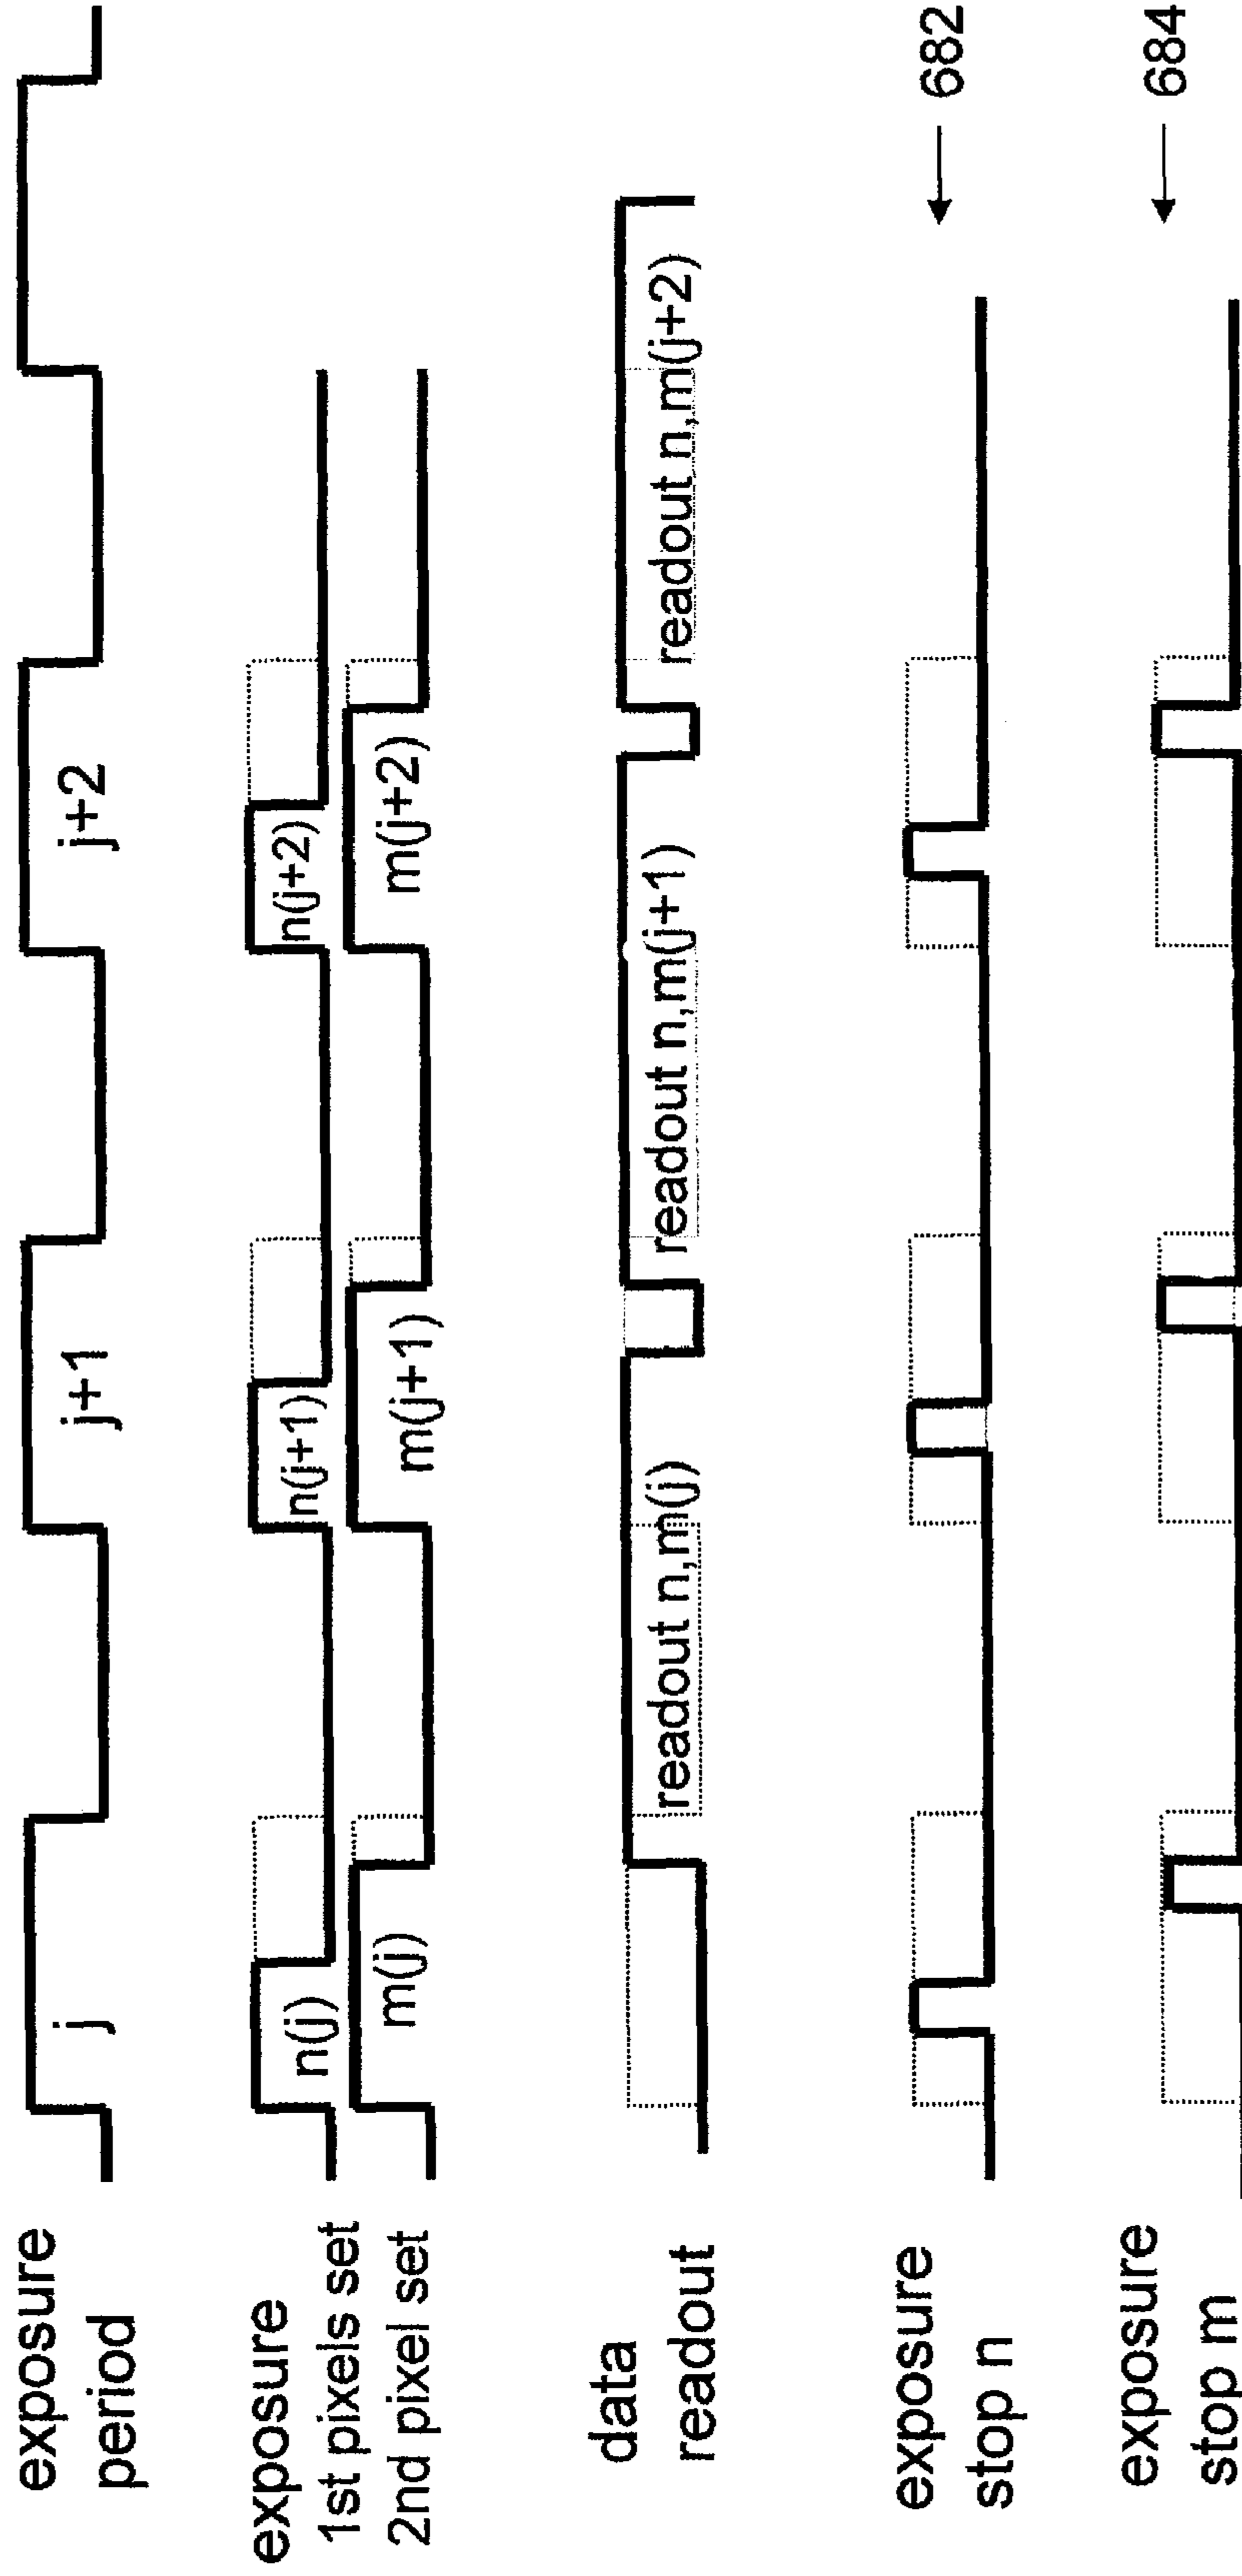 exposure
period
j
j+1
j+2
exposure
1st pixels set
n(j)
n(j+1)
n(j+2)
2nd pixel set
m(j)
m(j+1)
m(j+2)
data
readout
readout n,m(j)
readout n,m(j+1)
readout n,m(j+2)
exposure
stop n
682
exposure
stop m
684